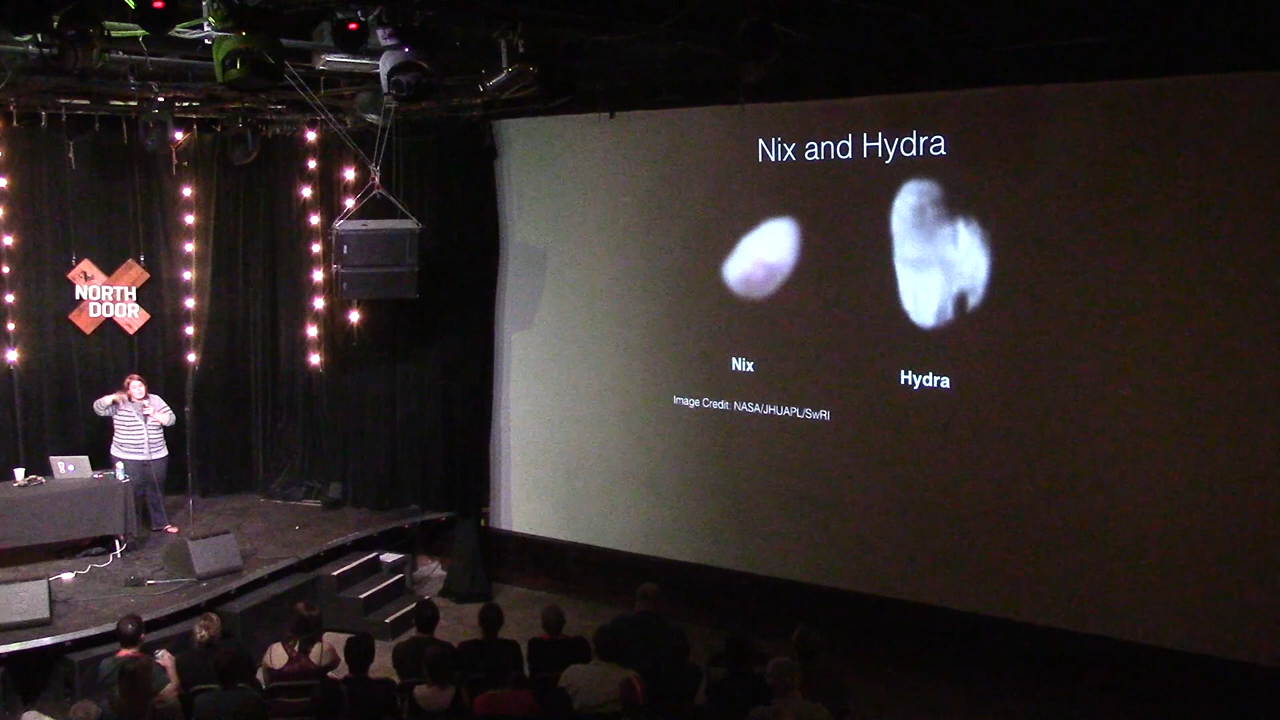 NORTH
DOOR
Nix and Hydra
Nix
Hydra
Image Credit: NASA/JHUAPL/SwRI